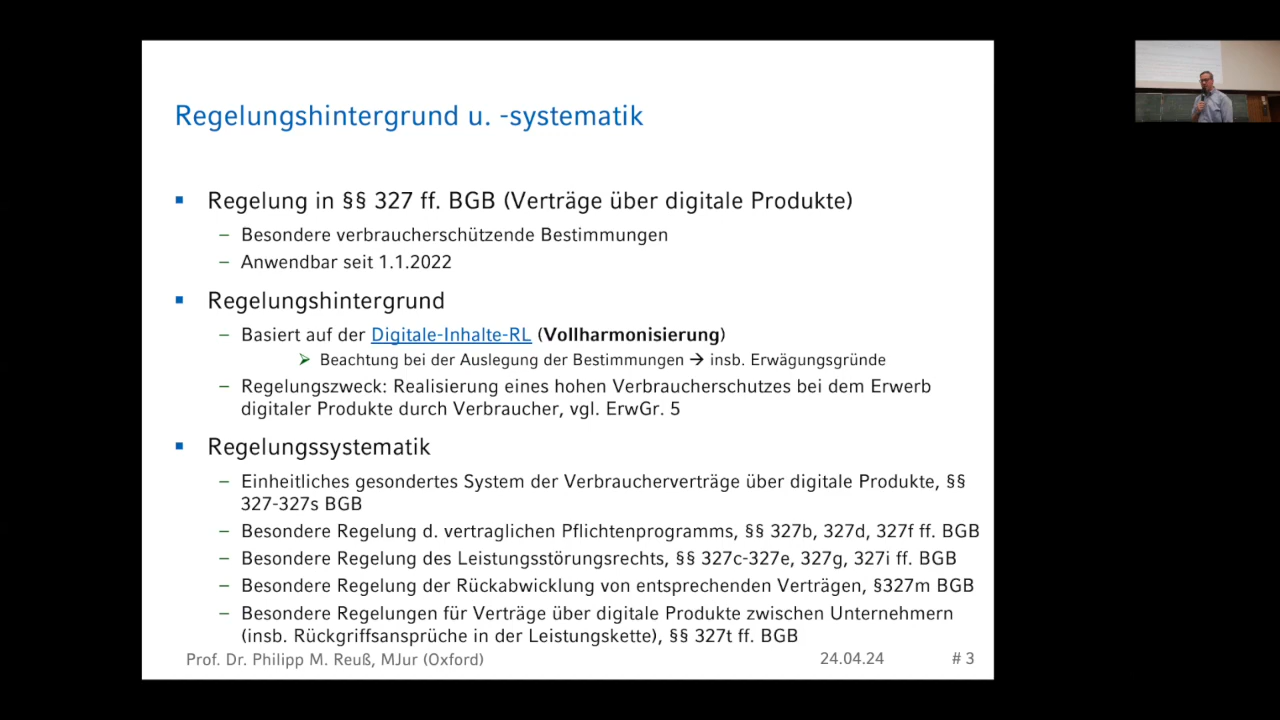 Regelungshintergrund u. -systematik
▪ Regelung in §§ 327 ff. BGB (Verträge über digitale Produkte)
– Besondere verbraucherschützende Bestimmungen
– Anwendbar seit 1.1.2022
▪ Regelungshintergrund
– Basiert auf der Digitale-Inhalte-RL (Vollharmonisierung)
➢ Beachtung bei der Auslegung der Bestimmungen → insb. Erwägungsgründe
– Regelungszweck: Realisierung eines hohen Verbraucherschutzes bei dem Erwerb
digitaler Produkte durch Verbraucher, vgl. ErwGr. 5
▪ Regelungssystematik
– Einheitliches gesondertes System der Verbraucherverträge über digitale Produkte, §§
327-327s BGB
– Besondere Regelung d. vertraglichen Pflichtenprogramms, §§ 327b, 327d, 327f ff. BGB
– Besondere Regelung des Leistungsstörungsrechts, §§ 327c-327e, 327g, 327i ff. BGB
– Besondere Regelung der Rückabwicklung von entsprechenden Verträgen, §327m BGB
– Besondere Regelungen für Verträge über digitale Produkte zwischen Unternehmern
(insb. Rückgriffsansprüche in der Leistungskette), §§ 327t ff. BGB
Prof. Dr. Philipp M. Reuß, MJur (Oxford) 24.04.24 # 3